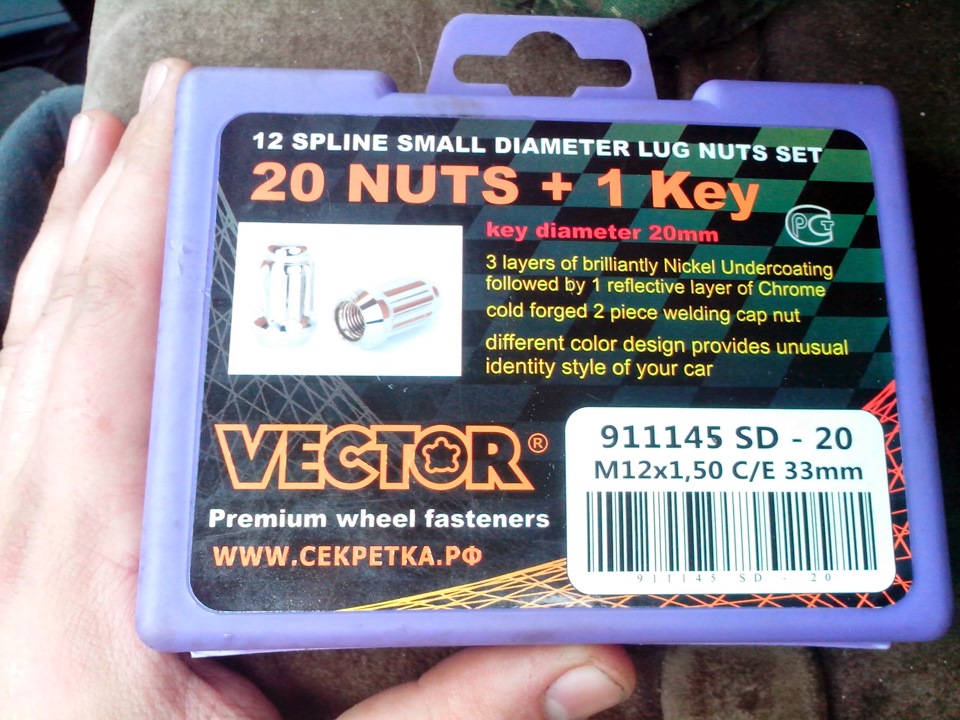 12 SPLINE SMALL DIAMETER LUG NUTS SET
20 NUTS + 1 Key
key diameter 20mm
РСТ
3 layers of brilliantly Nickel Undercoating
followed by 1 reflective layer of Chrome
cold forged 2 piece welding cap nut
different color design provides unusual
identity style of your car
VECTOR®
Premium wheel fasteners
WWW.СЕКРЕТКА.РФ
911145 SD - 20
M12x1,50 C/E 33mm
911145 SD - 20